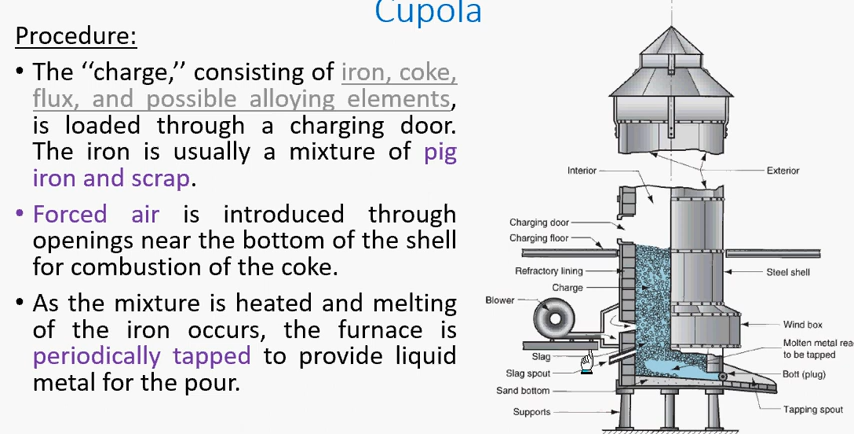 Cupola
Procedure:
• The “charge,” consisting of iron, coke,
flux, and possible alloying elements,
is loaded through a charging door.
The iron is usually a mixture of pig
iron and scrap.
• Forced air is introduced through
openings near the bottom of the shell
for combustion of the coke.
• As the mixture is heated and melting
of the iron occurs, the furnace is
periodically tapped to provide liquid
metal for the pour.
Interior
Exterior
Charging door
Charging floor
Refractory lining
Steel shell
Charge
Blower
Wind box
Molten metal rea
to be tapped
Slag
Slag spout
Bott (plug)
Sand bottom
Tapping spout
Supports